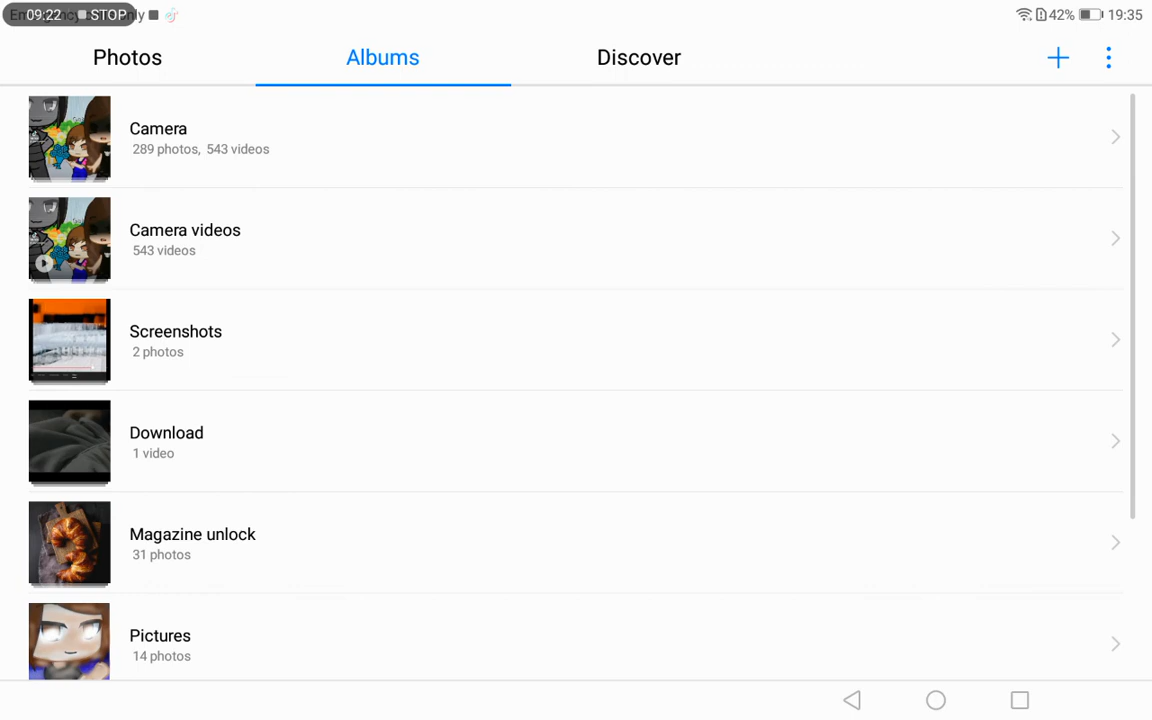 09:22 STOP
42% 19:35
Photos Albums Discover
Camera
289 photos, 543 videos
Camera videos
543 videos
Screenshots
2 photos
Download
1 video
Magazine unlock
31 photos
Pictures
14 photos